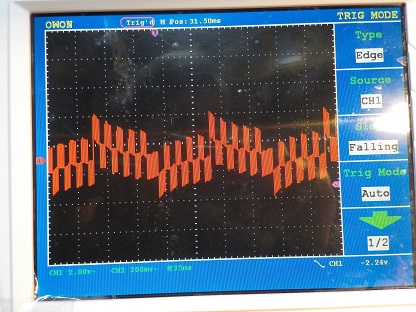 OWON Trig'd M Pos:31.50ms TRIG MODE
Type
Edge
Source
CH1
Falling
Trig Mode
Auto
1/2
CH1 2.00v~ CH2 200mv~ M25ms CH1 -2.24v